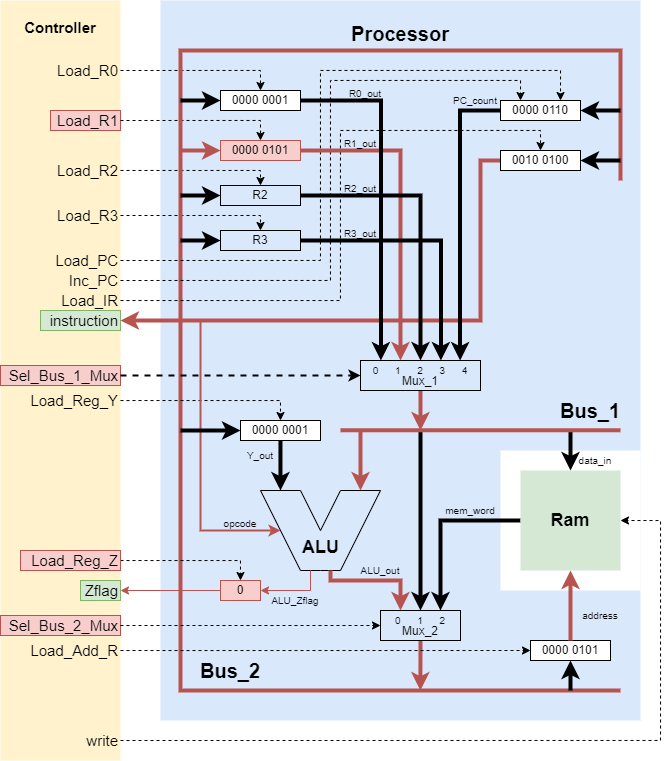 Controller
Processor
Load_R0
0000 0001
R0_out
PC_count
0000 0110
Load_R1
0000 0101
R1_out
0010 0100
Load_R2
R2
R2_out
Load_R3
R3
R3_out
Load_PC
Inc_PC
Load_IR
instruction
Sel_Bus_1_Mux
0 1 2 3 4
Mux_1
Load_Reg_Y
Bus_1
0000 0001
Y_out
data_in
mem_word
Ram
opcode
ALU
Load_Reg_Z
ALU_out
Zflag
0
ALU_Zflag
address
Sel_Bus_2_Mux
0 1 2
Mux_2
Load_Add_R
0000 0101
Bus_2
write